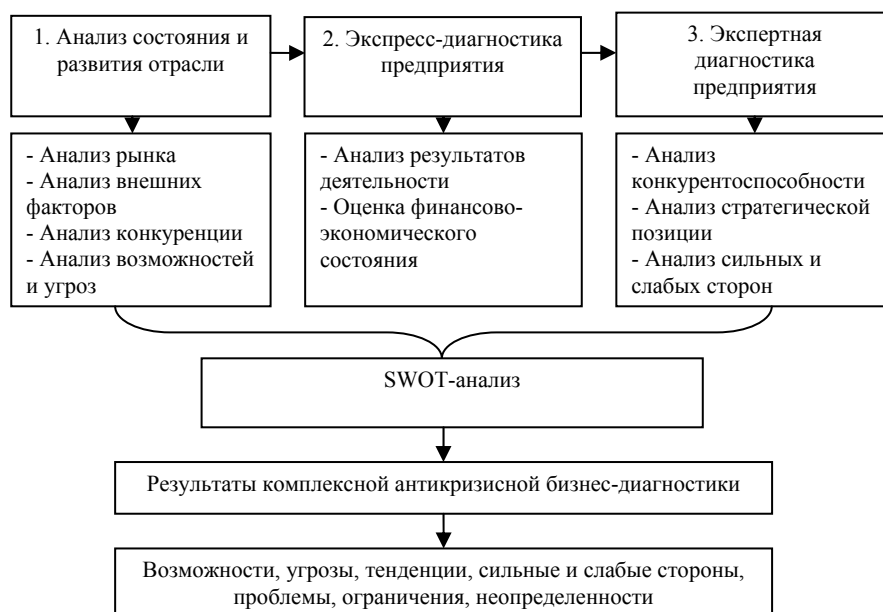 1. Анализ состояния и
развития отрасли
2. Экспресс-диагностика
предприятия
3. Экспертная
диагностика
предприятия
- Анализ рынка
- Анализ внешних
факторов
- Анализ конкуренции
- Анализ возможностей
и угроз
- Анализ результатов
деятельности
- Оценка финансово-
экономического
состояния
- Анализ
конкурентоспособности
- Анализ стратегической
позиции
- Анализ сильных и
слабых сторон
SWOT-анализ
Результаты комплексной антикризисной бизнес-диагностики
Возможности, угрозы, тенденции, сильные и слабые стороны,
проблемы, ограничения, неопределенности